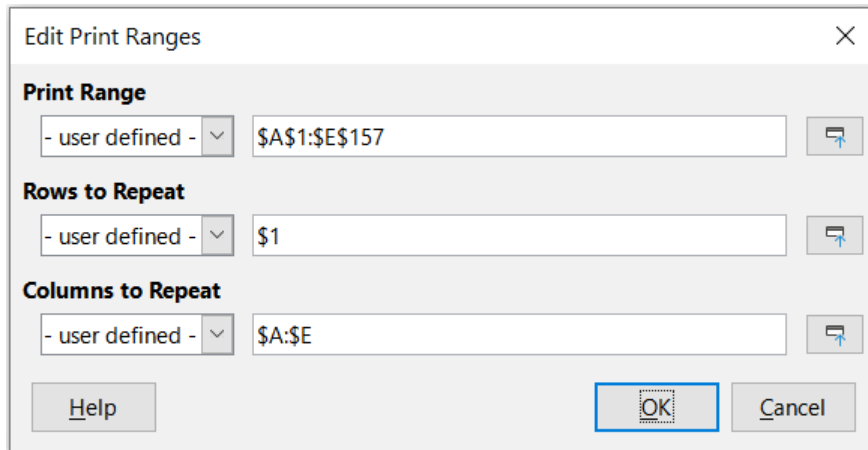 Edit Print Ranges
Print Range
- user defined - $A$1:$E$157
Rows to Repeat
- user defined - $1
Columns to Repeat
- user defined - $A:$E
Help OK Cancel